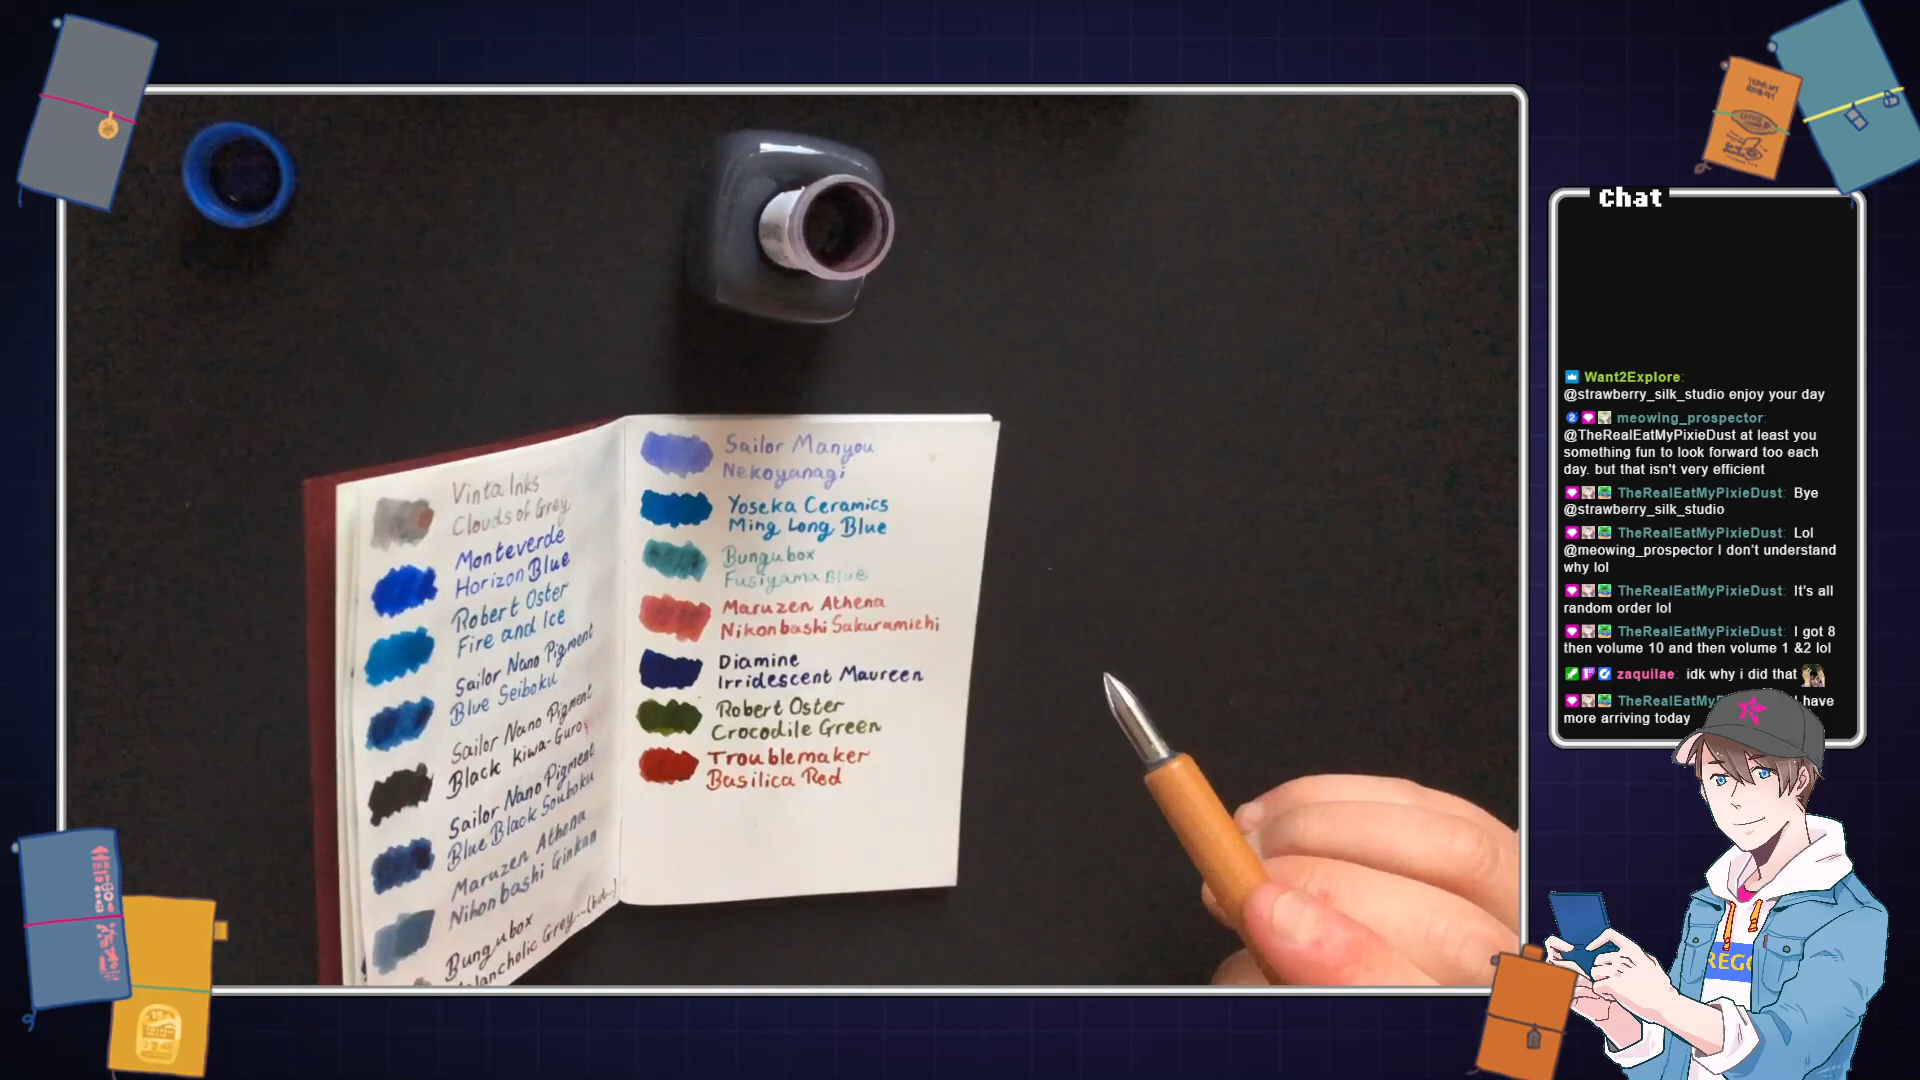 Vinta Inks
Clouds of Grey
Monteverde
Horizon Blue
Robert Oster
Fire and Ice
Sailor Nano Pigment
Blue Seiboku
Sailor Nano Pigment
Black Kiwa-Guro
Sailor Nano Pigment
Blue Black Souboku
Maruzen Athena
Nihonbashi Ginkan
Bungubox
Grey...
Sailor Manyou
Nekoyanagi
Yoseka Ceramics
Ming Long Blue
Bungubox
Fusiyama Blue
Maruzen Athena
Nikonbashi Sakuramichi
Diamine
Irridescent Maureen
Robert Oster
Crocodile Green
Troublemaker
Basilica Red
chat
Want2Explore:
@strawberry_silk_studio enjoy your day
meowing_prospector:
@TheRealEatMyPixieDust at least you
something fun to look forward too each
day. but that isn't very efficient
TheRealEatMyPixieDust: Bye
@strawberry_silk_studio
TheRealEatMyPixieDust: Lol
@meowing_prospector I don't understand
why lol
TheRealEatMyPixieDust: It's all
random order lol
TheRealEatMyPixieDust: I got 8
then volume 10 and then volume 1 &2 lol
zaqullae: idk why i did that
TheRealEatMyP have
more arriving today
REGO